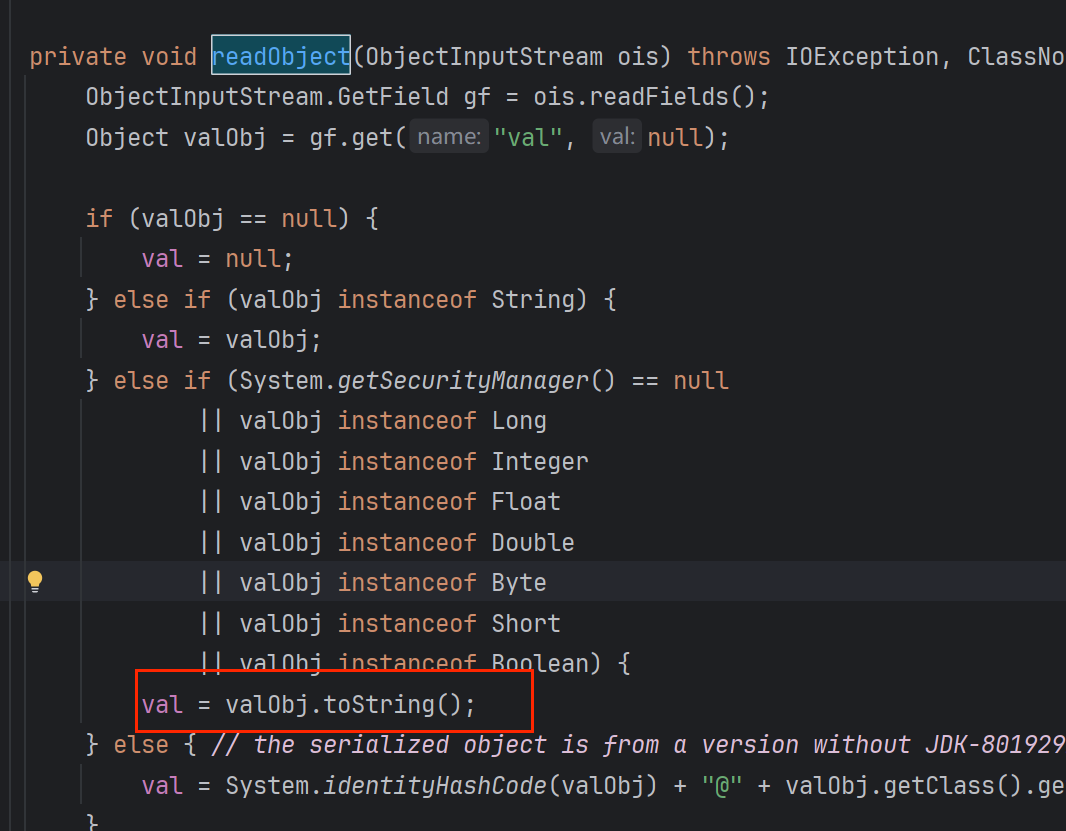 private void readObject(ObjectInputStream ois) throws IOException, ClassNo
ObjectInputStream.GetField gf = ois.readFields();
Object valObj = gf.get( name: "val", val: null);
if (valObj == null) {
val = null;
} else if (valObj instanceof String) {
val = valObj;
} else if (System.getSecurityManager() == null
|| valObj instanceof Long
|| valObj instanceof Integer
|| valObj instanceof Float
|| valObj instanceof Double
|| valObj instanceof Byte
|| valObj instanceof Short
|| valObj instanceof Boolean) {
val = valObj.toString();
} else { // the serialized object is from a version without JDK-801929
val = System.identityHashCode(valObj) + "@" + valObj.getClass().ge
}